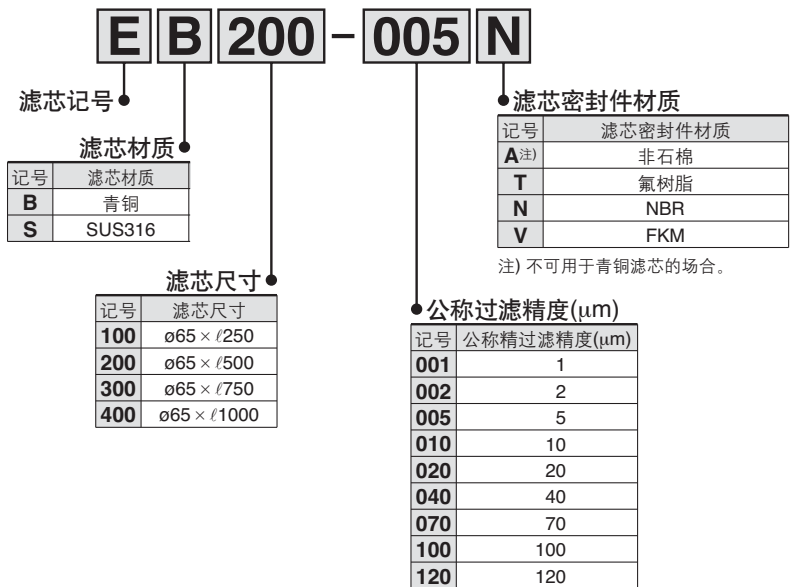 EB200-005N
滤芯记号
滤芯材质
记号 滤芯材质
B 青铜
S SUS316
滤芯尺寸
记号 滤芯尺寸
100 ø65×ℓ250
200 ø65×ℓ500
300 ø65×ℓ750
400 ø65×ℓ1000
滤芯密封件材质
记号 滤芯密封件材质
A注) 非石棉
T 氟树脂
N NBR
V FKM
注) 不可用于青铜滤芯的场合。
公称过滤精度(μm)
记号 公称精过滤精度(μm)
001 1
002 2
005 5
010 10
020 20
040 40
070 70
100 100
120 120